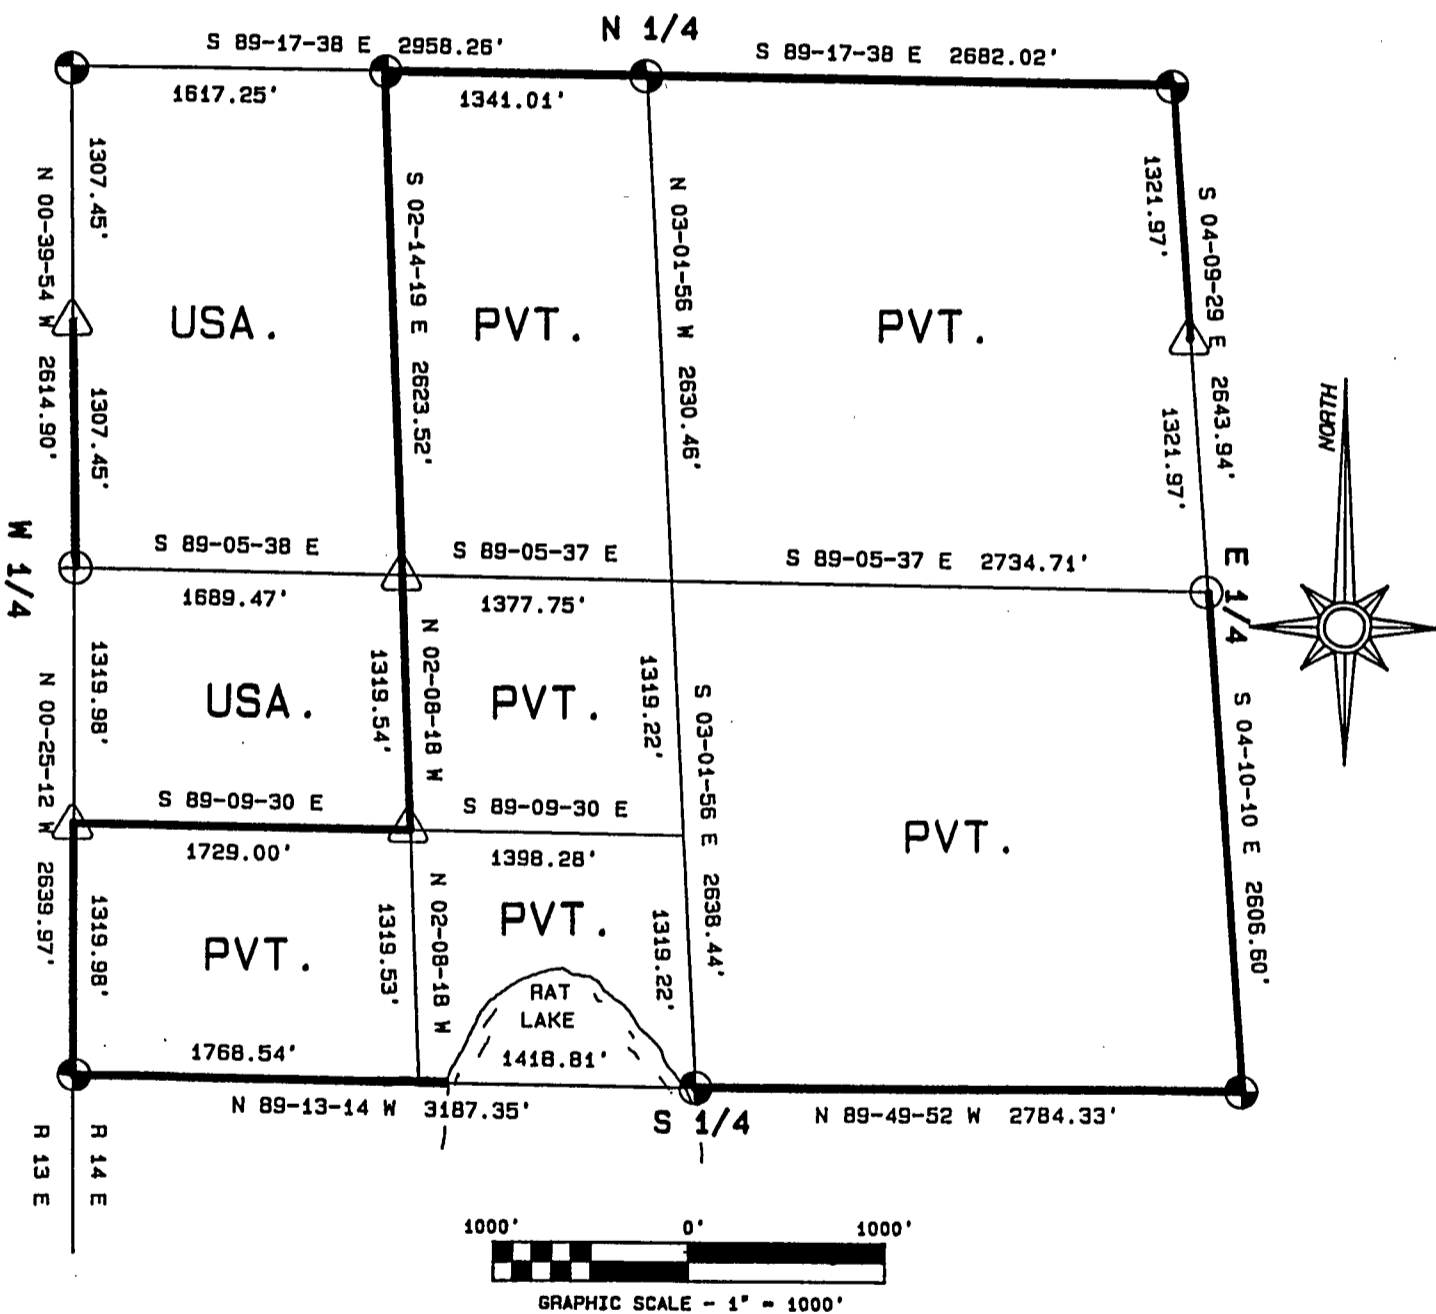 N 1/4
S 89-17-38 E 2958.26'
S 89-17-38 E 2682.02'
1617.25'
1341.01'
1307.45'
N 00-39-54 W 2614.90'
1307.45'
S 02-14-19 E 2623.52'
N 03-01-56 W 2630.46'
1321.97'
S 04-09-29 E 2643.94'
1321.97'
USA.
PVT.
PVT.
NORTH
W 1/4
S 89-05-38 E
S 89-05-37 E
S 89-05-37 E 2734.71'
E 1/4
1689.47'
1377.75'
1319.98'
N 00-25-12 W 2639.97'
1319.98'
1319.54'
N 02-08-18 W
1319.22'
S 03-01-56 E 2638.44'
S 04-10-10 E 2606.60'
USA.
PVT.
S 89-09-30 E
S 89-09-30 E
PVT.
1729.00'
1398.28'
1319.53'
N 02-08-18 W
1319.22'
PVT.
PVT.
RAT
LAKE
1768.54'
1418.81'
N 89-13-14 W 3187.35'
S 1/4
N 89-49-52 W 2784.33'
R 13 E
R 14 E
1000' 0' 1000'
GRAPHIC SCALE - 1" = 1000'